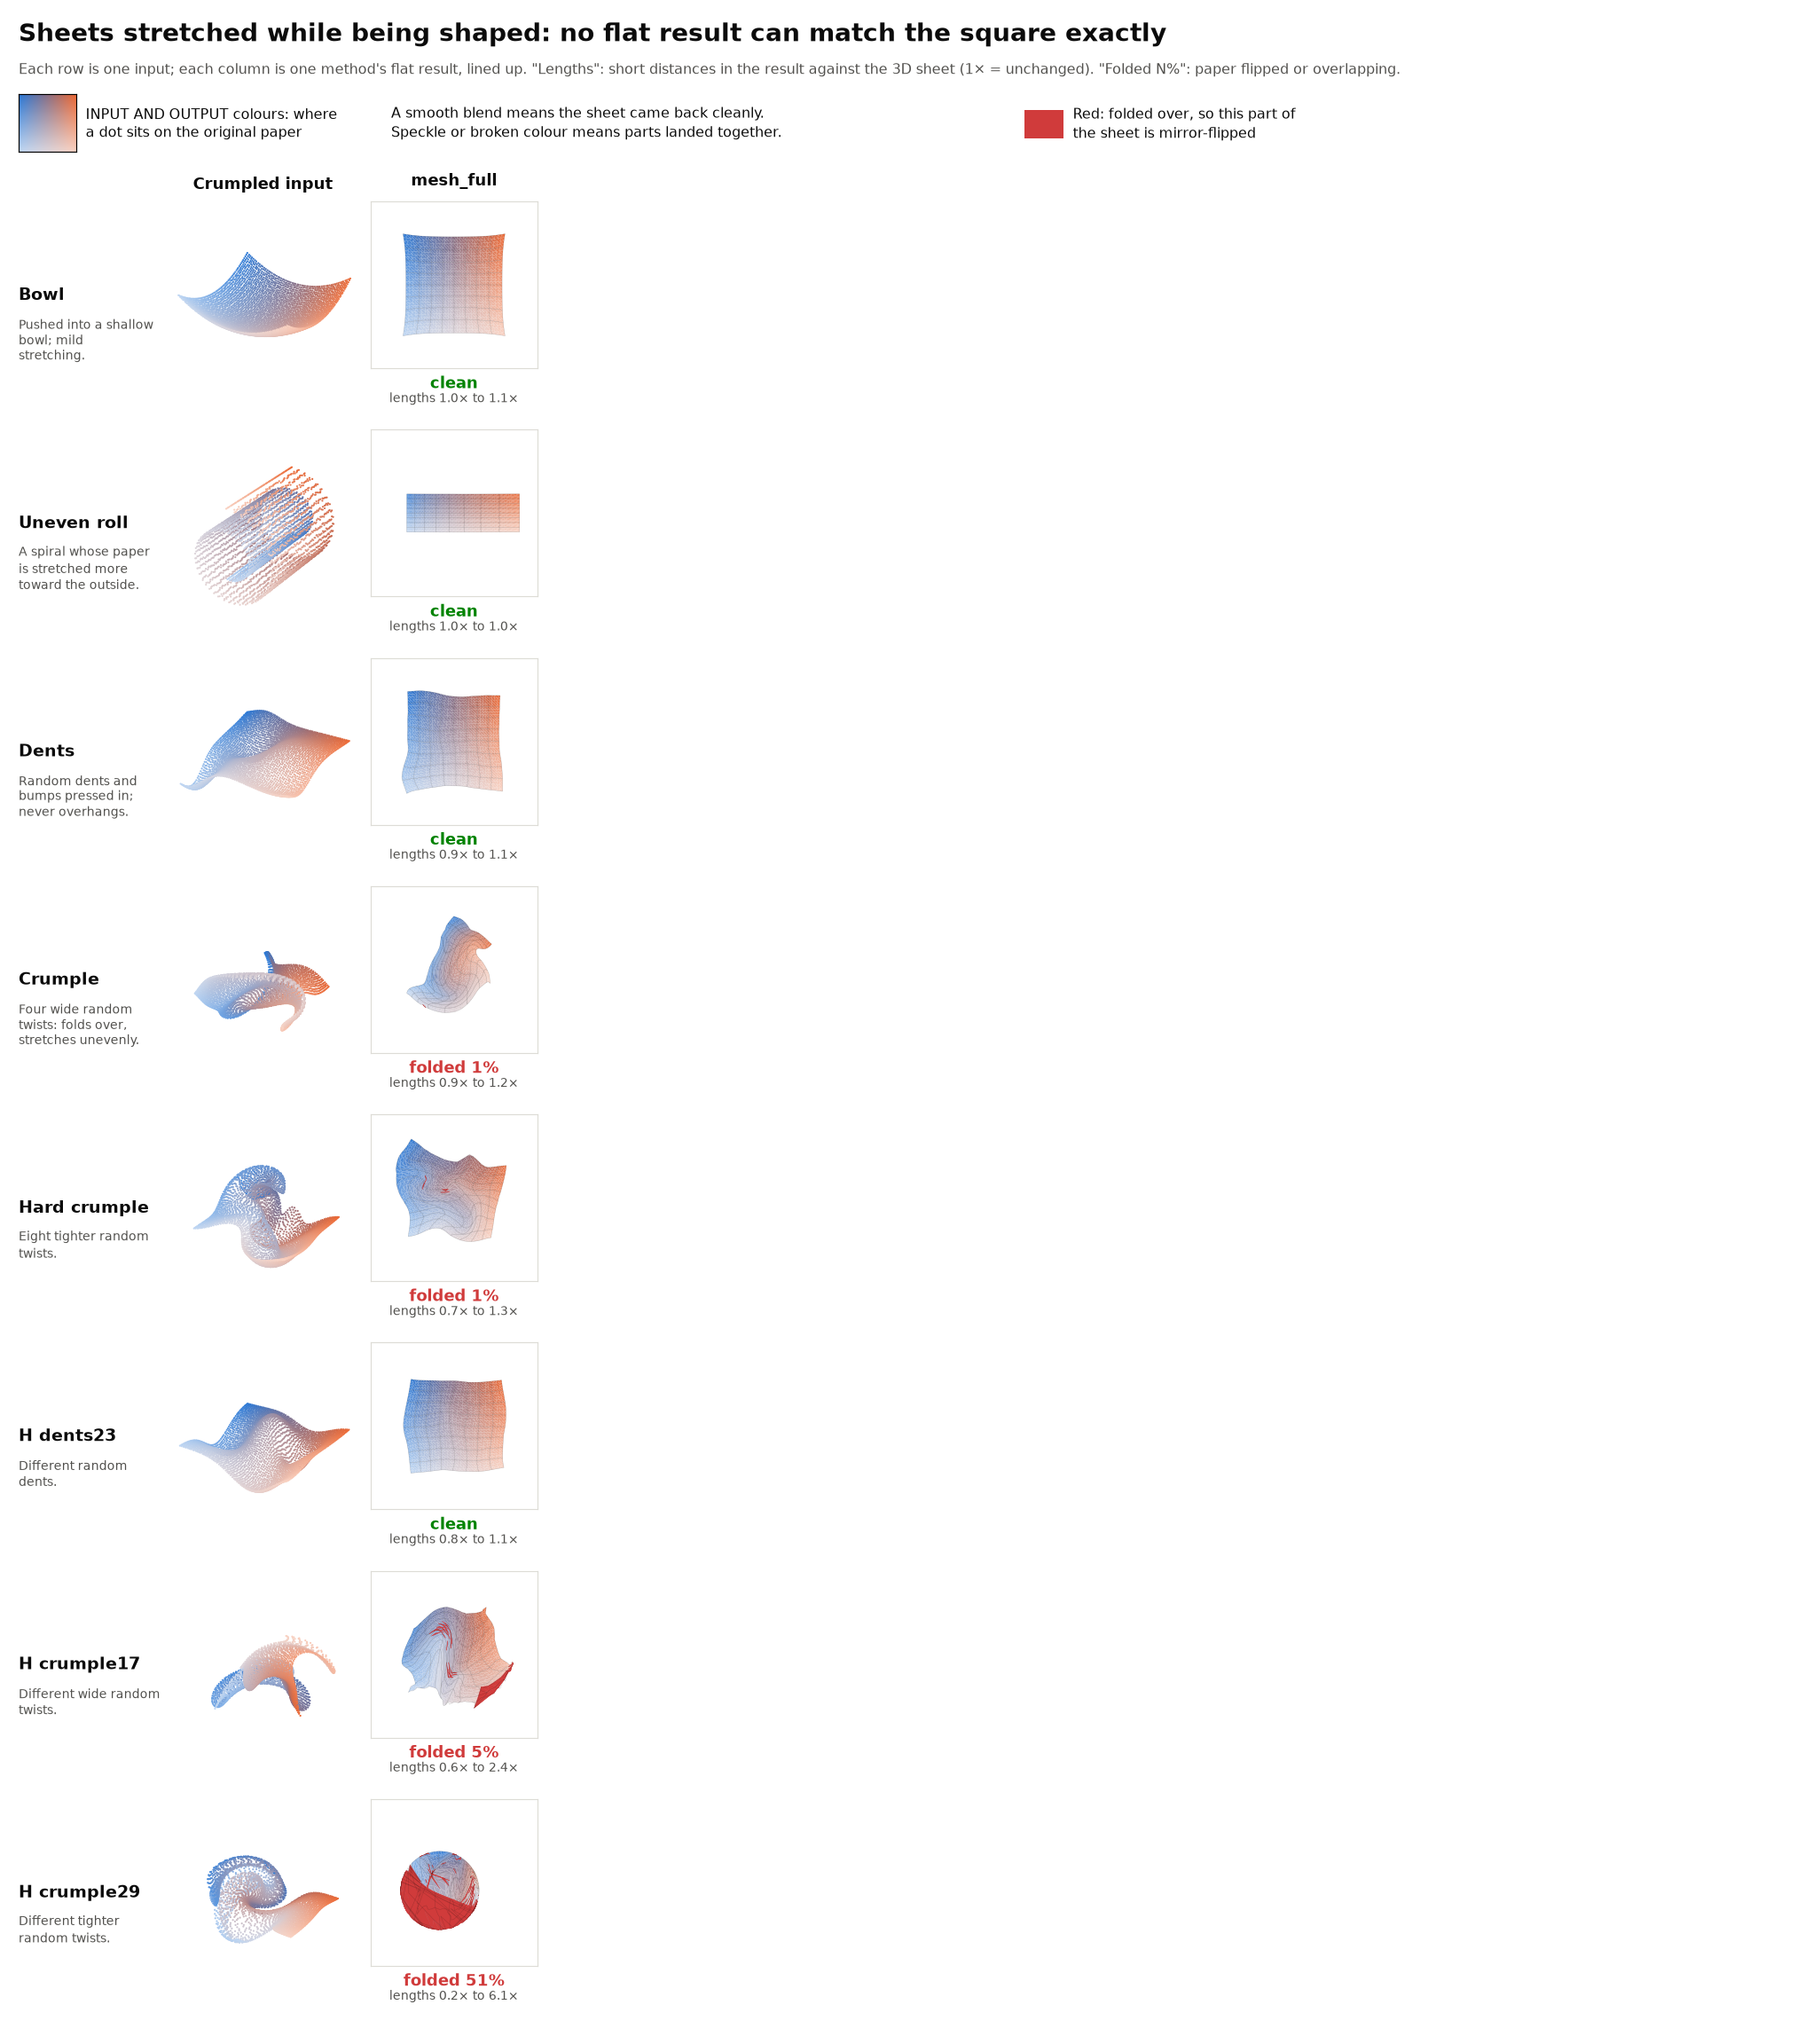 Sheets stretched while being shaped: no flat result can match the square exactly
Each row is one input; each column is one method's flat result, lined up. "Lengths": short distances in the result against the 3D sheet (1× = unchanged). "Folded N%": paper flipped or overlapping.
INPUT AND OUTPUT colours: where
a dot sits on the original paper
A smooth blend means the sheet came back cleanly.
Speckle or broken colour means parts landed together.
Red: folded over, so this part of
the sheet is mirror-flipped
Crumpled input
mesh_full
Bowl
Pushed into a shallow
bowl; mild
stretching.
clean
lengths 1.0× to 1.1×
Uneven roll
A spiral whose paper
is stretched more
toward the outside.
clean
lengths 1.0× to 1.0×
Dents
Random dents and
bumps pressed in;
never overhangs.
clean
lengths 0.9× to 1.1×
Crumple
Four wide random
twists: folds over,
stretches unevenly.
folded 1%
lengths 0.9× to 1.2×
Hard crumple
Eight tighter random
twists.
folded 1%
lengths 0.7× to 1.3×
H dents23
Different random
dents.
clean
lengths 0.8× to 1.1×
H crumple17
Different wide random
twists.
folded 5%
lengths 0.6× to 2.4×
H crumple29
Different tighter
random twists.
folded 51%
lengths 0.2× to 6.1×